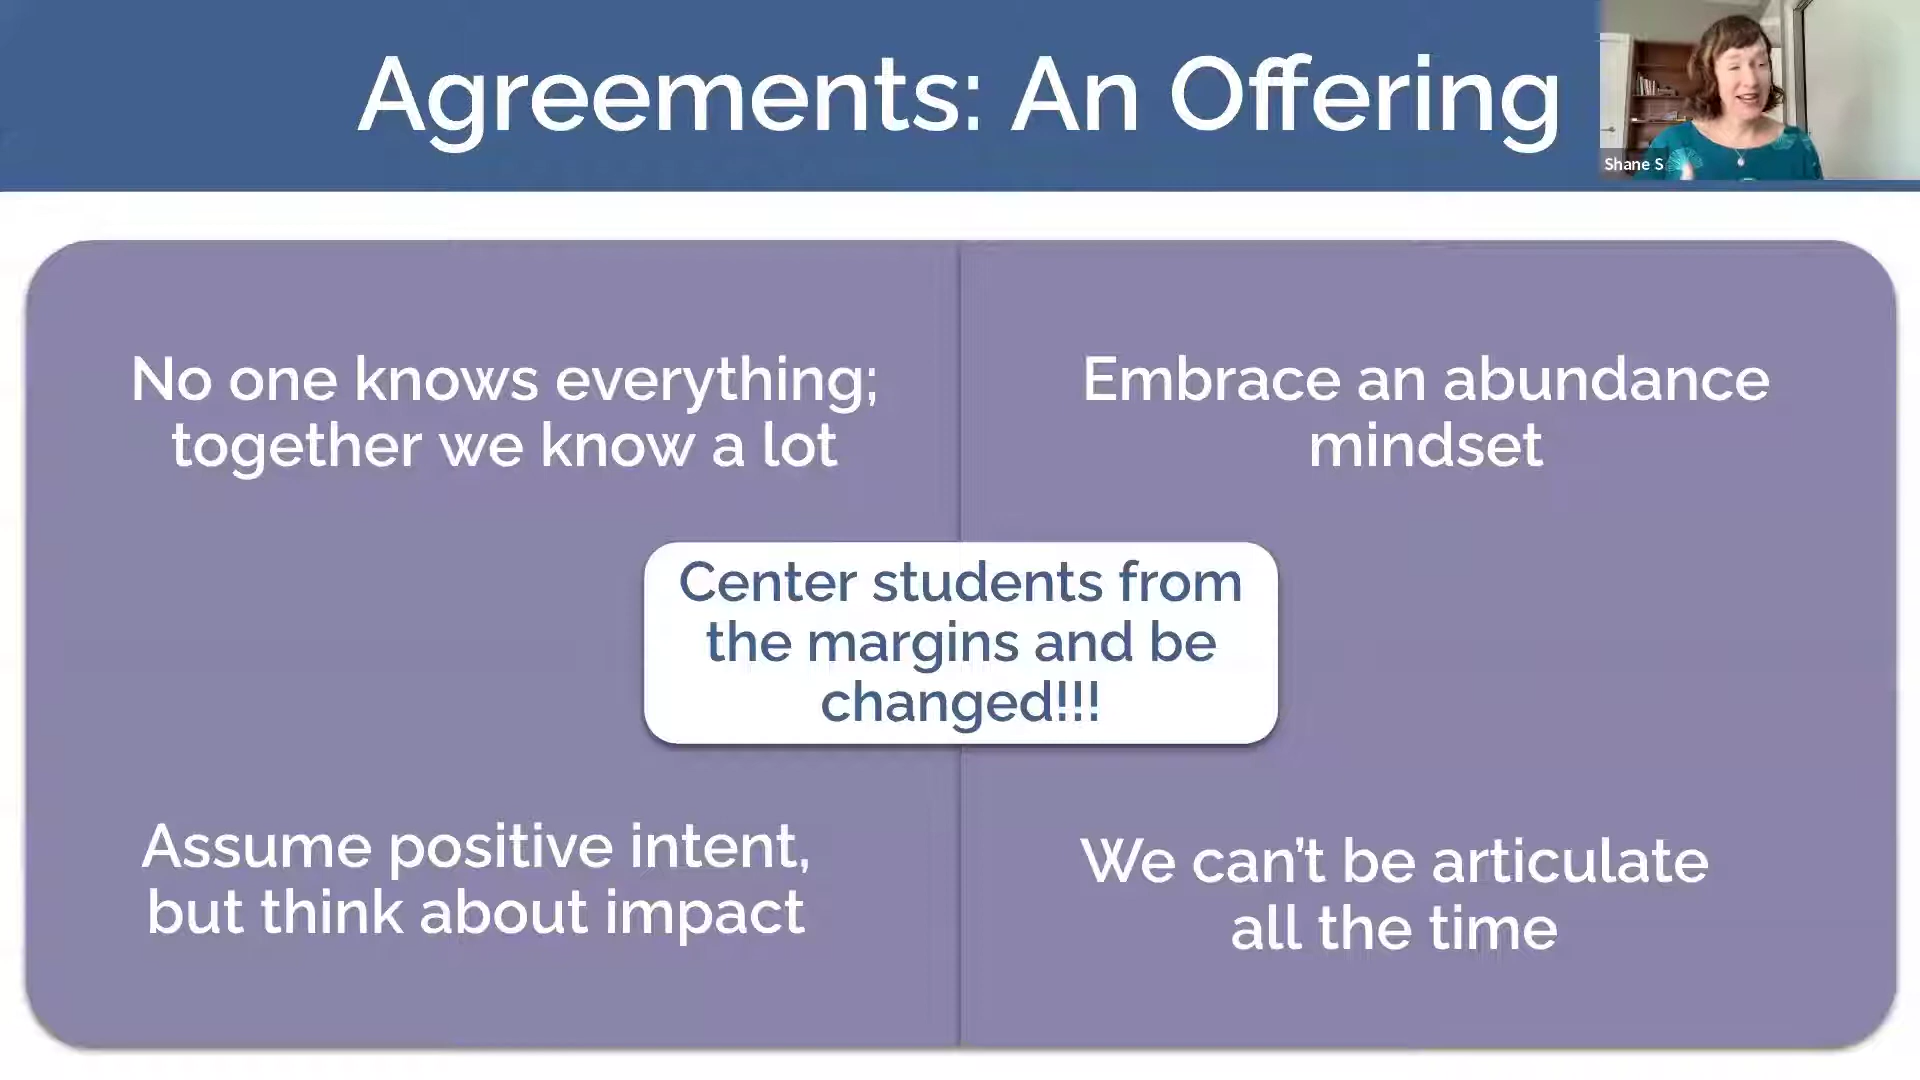 Agreements: An Offering
Shane S
No one knows everything;
together we know a lot
Embrace an abundance
mindset
Center students from
the margins and be
changed!!!
Assume positive intent,
but think about impact
We can’t be articulate
all the time